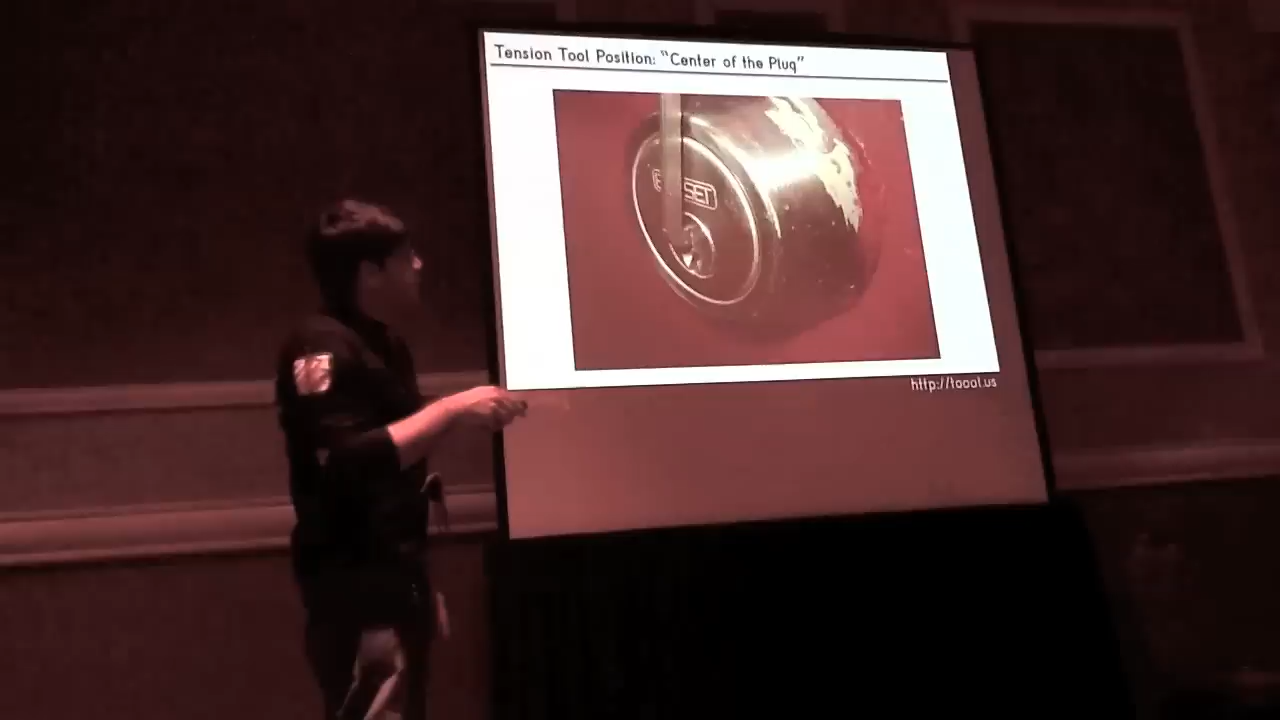 Tension Tool Position: "Center of the Plug"
http://toool.us